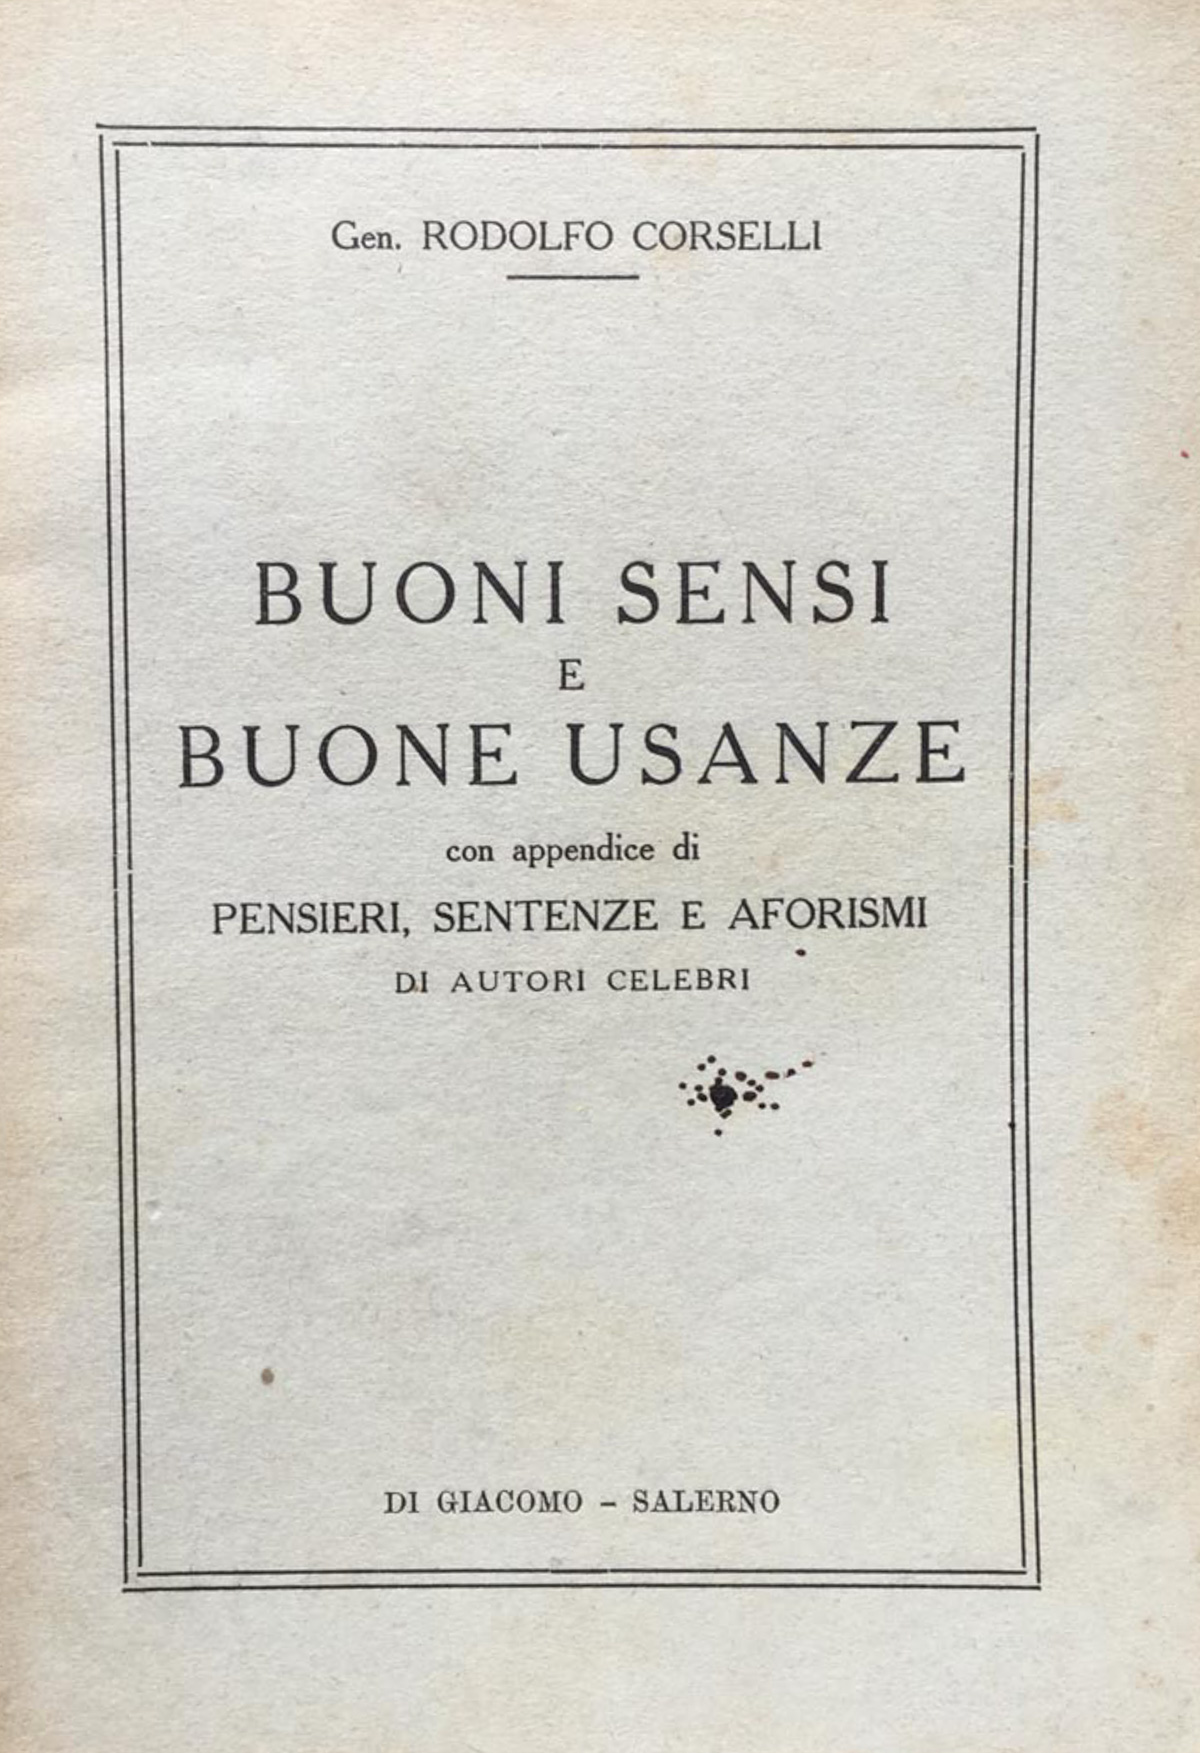 Gen. RODOLFO CORSELLI
BUONI SENSI
E
BUONE USANZE
con appendice di
PENSIERI, SENTENZE E AFORISMI
DI AUTORI CELEBRI
DI GIACOMO - SALERNO